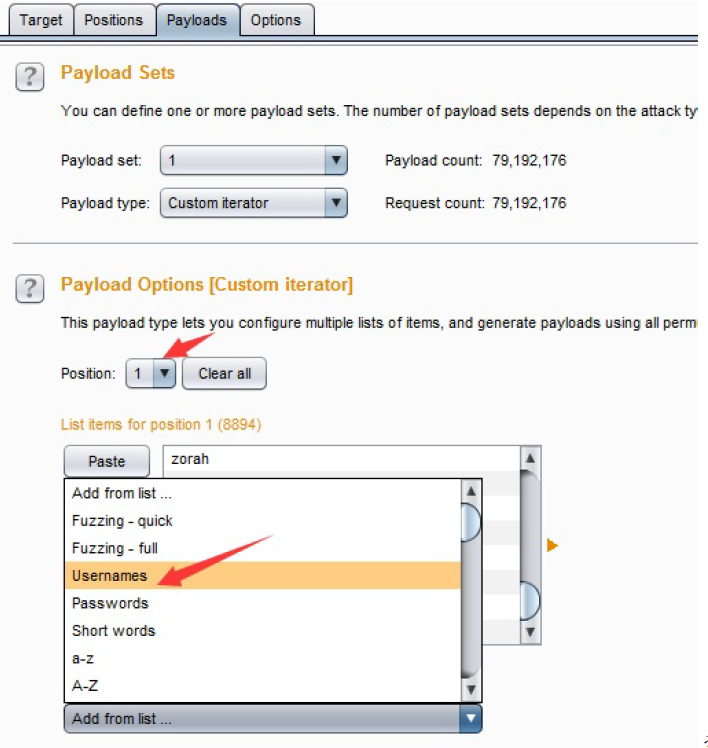 Target Positions Payloads Options
? Payload Sets
You can define one or more payload sets. The number of payload sets depends on the attack ty
Payload set: 1 Payload count: 79,192,176
Payload type: Custom iterator Request count: 79,192,176
? Payload Options [Custom iterator]
This payload type lets you configure multiple lists of items, and generate payloads using all perm
Position: 1 Clear all
List items for position 1 (8894)
Paste zorah
Add from list ...
Fuzzing - quick
Fuzzing - full
Usernames
Passwords
Short words
a-z
A-Z
Add from list ...